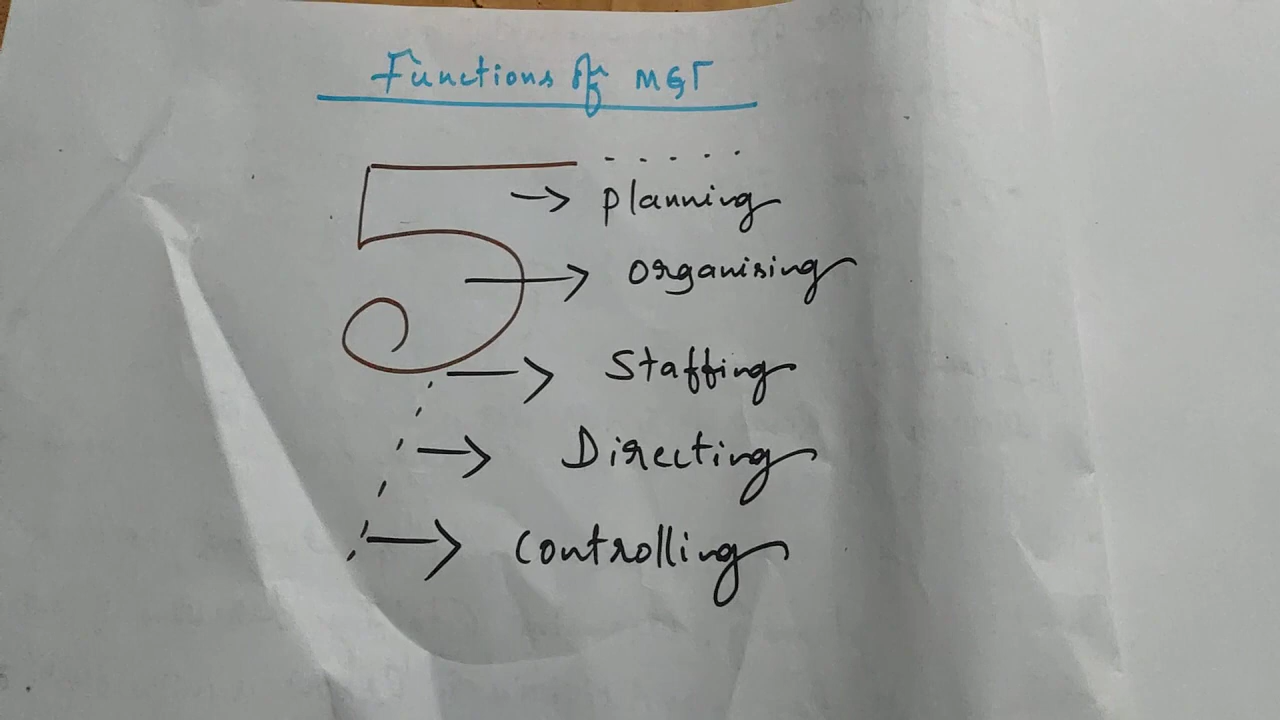 Functions Of MGT
5 .....
→ planning
→ organising
→ Staffing
→ Directing
→ Controlling